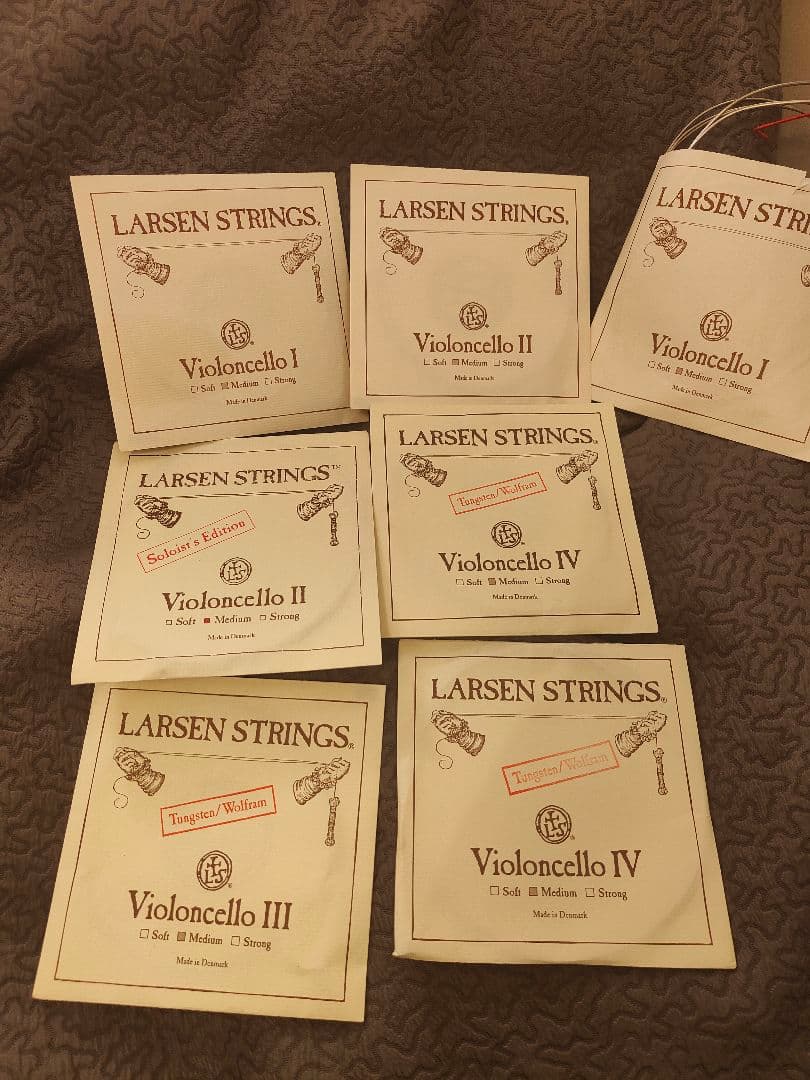 LARSEN STRINGS®
Violoncello I
☐ Soft ■ Medium ☐ Strong
Made in Denmark
LARSEN STRINGS®
Violoncello II
☐ Soft ■ Medium ☐ Strong
Made in Denmark
LARSEN STRI
Violoncello I
☐ Soft ■ Medium ☐ Strong
Made in Denmark
LARSEN STRINGS™
Soloist's Edition
Violoncello II
☐ Soft ■ Medium ☐ Strong
Made in Denmark
LARSEN STRINGS®
Tungsten/Wolfram
Violoncello IV
☐ Soft ■ Medium ☐ Strong
Made in Denmark
LARSEN STRINGS®
Tungsten/Wolfram
Violoncello III
☐ Soft ■ Medium ☐ Strong
Made in Denmark
LARSEN STRINGS®
Tungsten/Wolfram
Violoncello IV
☐ Soft ■ Medium ☐ Strong
Made in Denmark